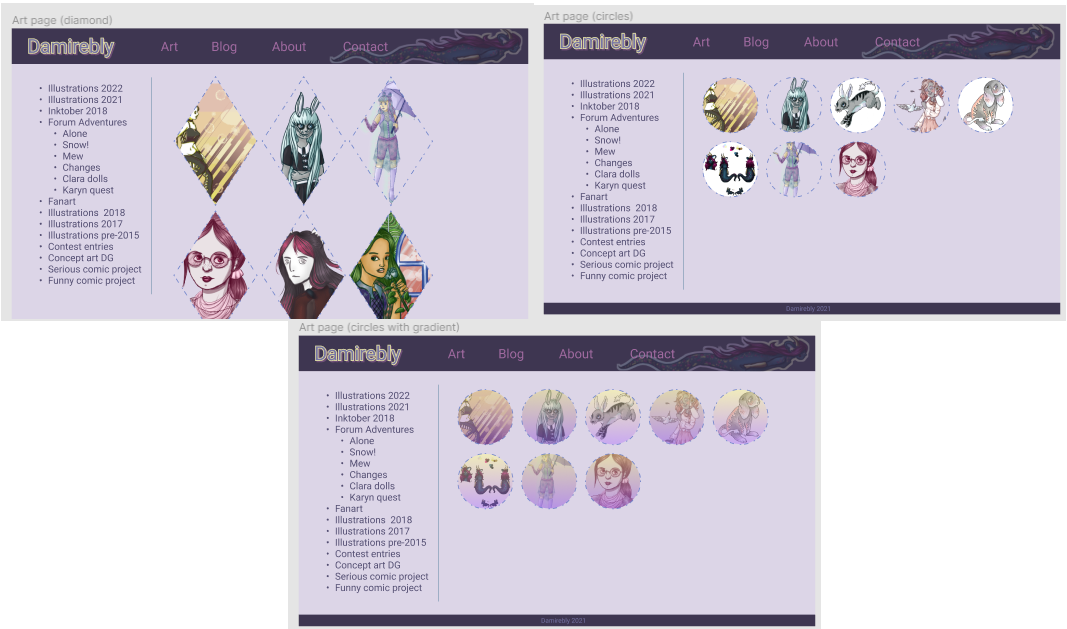 Art page (diamond)
Damirebly
Art Blog About Contact
Illustrations 2022
Illustrations 2021
Inktober 2018
Forum Adventures
Alone
Snow!
Mew
Changes
Clara dolls
Karyn quest
Fanart
Illustrations 2018
Illustrations 2017
Illustrations pre-2015
Contest entries
Concept art DG
Serious comic project
Funny comic project
Art page (circles)
Damirebly
Art Blog About Contact
Illustrations 2022
Illustrations 2021
Inktober 2018
Forum Adventures
Alone
Snow!
Mew
Changes
Clara dolls
Karyn quest
Fanart
Illustrations 2018
Illustrations 2017
Illustrations pre-2015
Contest entries
Concept art DG
Serious comic project
Funny comic project
Damirebly 2021
Art page (circles with gradient)
Damirebly
Art Blog About Contact
Illustrations 2022
Illustrations 2021
Inktober 2018
Forum Adventures
Alone
Snow!
Mew
Changes
Clara dolls
Karyn quest
Fanart
Illustrations 2018
Illustrations 2017
Illustrations pre-2015
Contest entries
Concept art DG
Serious comic project
Funny comic project
Damirebly 2021